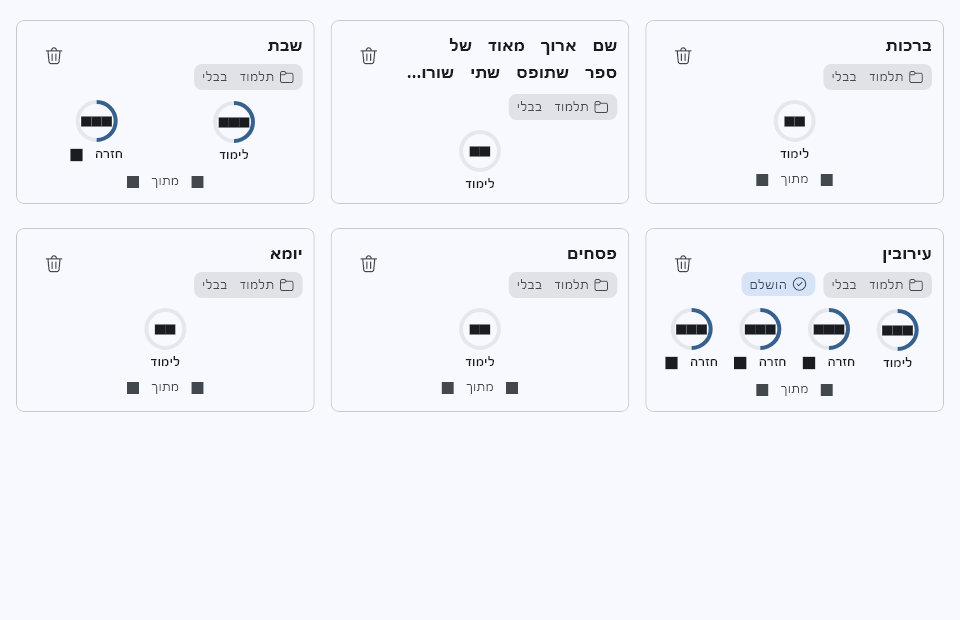 ברכות
תלמוד בבלי
לימוד
מתוך
שם ארוך מאוד של
ספר שתופס שתי שורו...
תלמוד בבלי
לימוד
שבת
תלמוד בבלי
לימוד
חזרה
מתוך
עירובין
תלמוד בבלי
הושלם
לימוד
חזרה
חזרה
חזרה
מתוך
פסחים
תלמוד בבלי
לימוד
מתוך
יומא
תלמוד בבלי
לימוד
מתוך